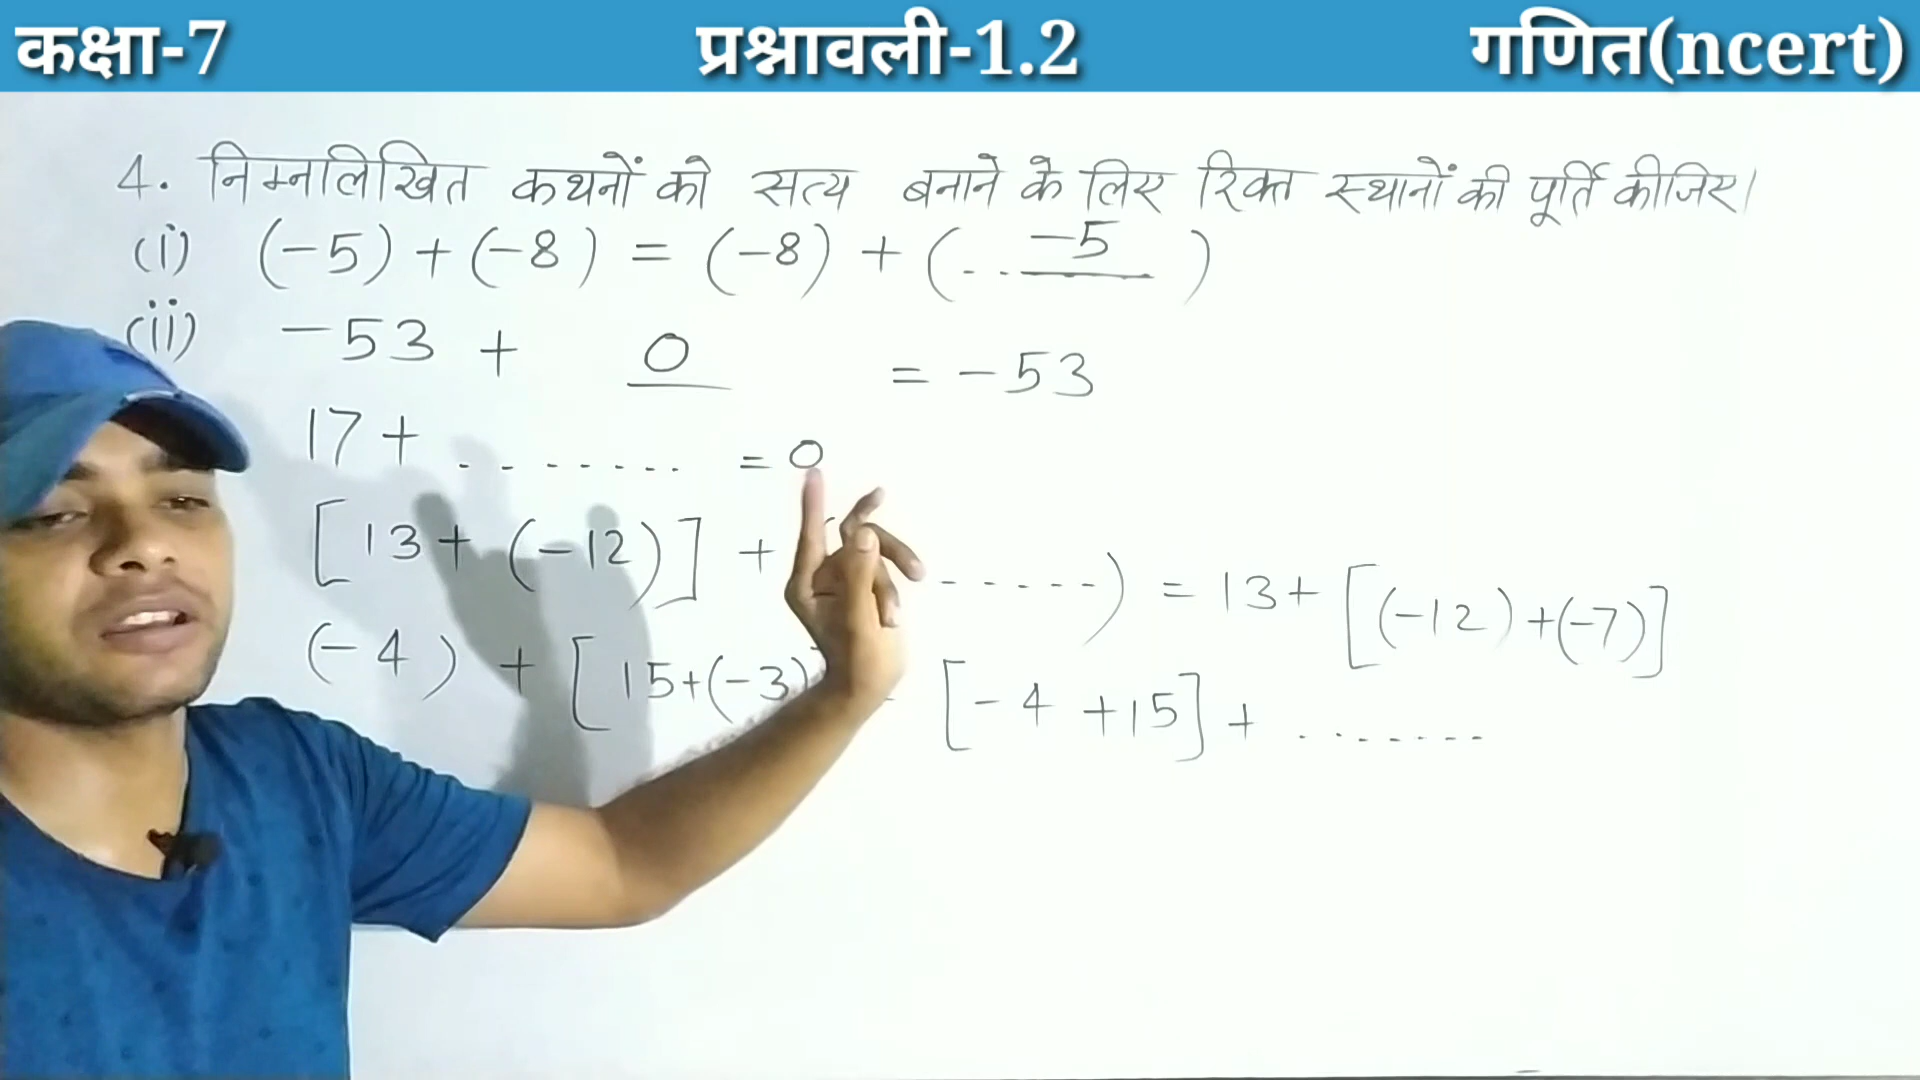 कक्षा-7 प्रश्नावली-1.2 गणित(ncert)
4. निम्नलिखित कथनों को सत्य बनाने के लिए रिक्त स्थानों की पूर्ति कीजिए।
(i) (-5) + (-8) = (-8) + (..-5)
(ii) -53 + 0 = -53
17 + ........ = 0
[13 + (-12)] + ( ......) = 13 + [(-12) + (-7)]
(-4) + [15 + (-3) [-4 + 15] + .......